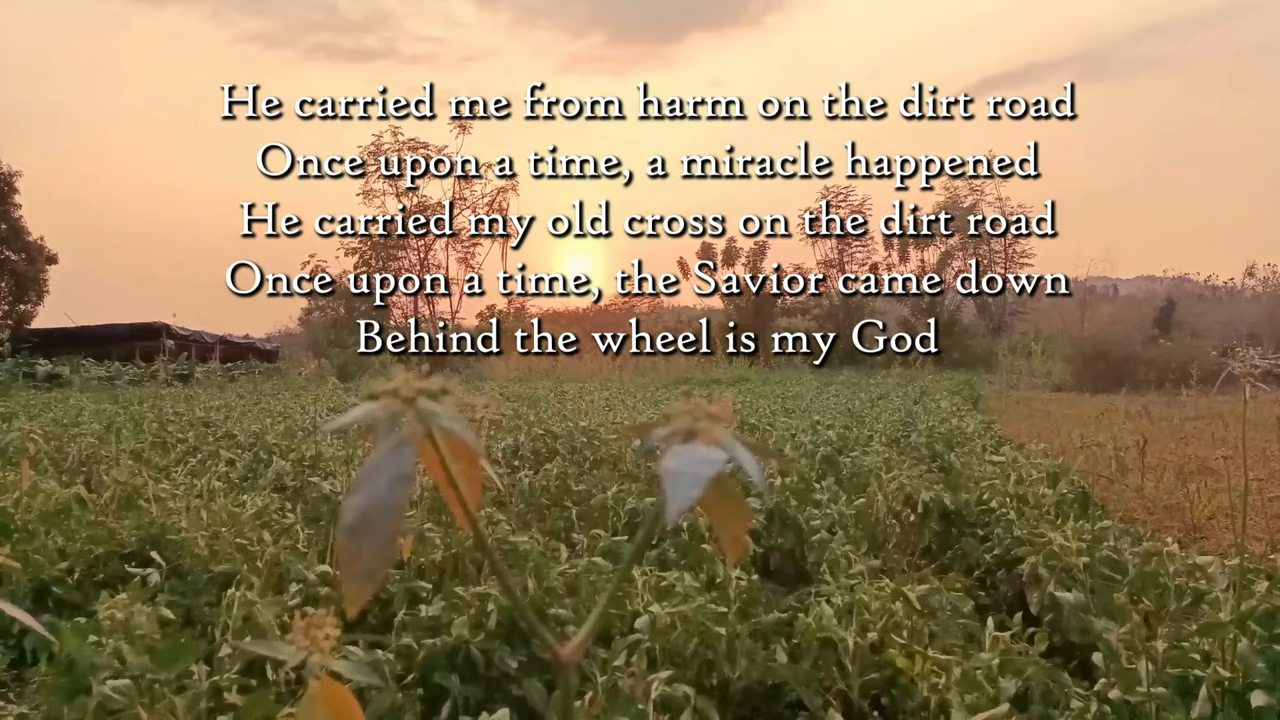 He carried me from harm on the dirt road
Once upon a time, a miracle happened
He carried my old cross on the dirt road
Once upon a time, the Savior came down
Behind the wheel is my God